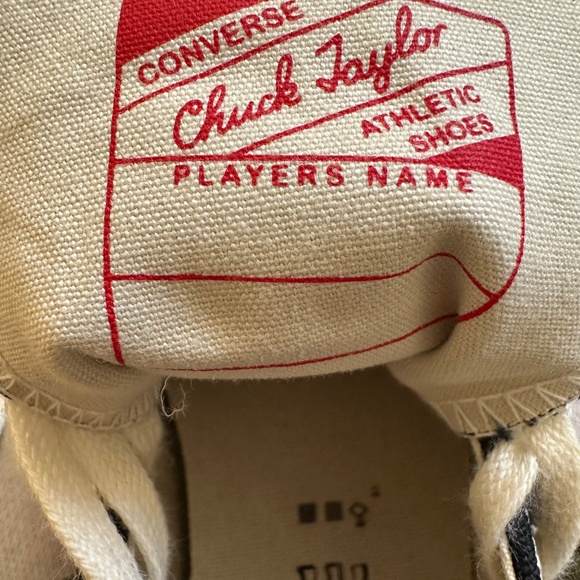 CONVERSE
Chuck Taylor
ATHLETIC
SHOES
PLAYERS NAME